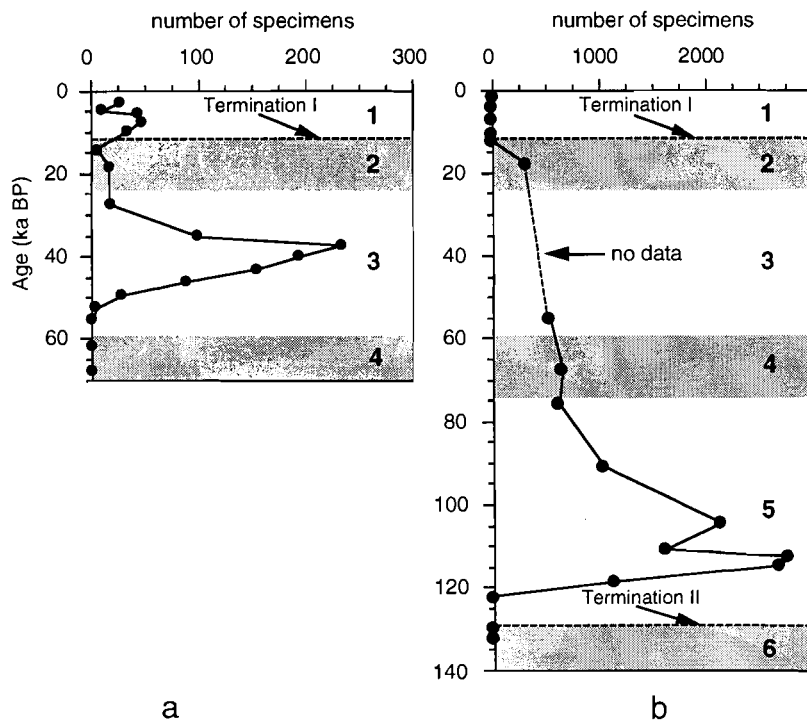 number of specimens
0 100 200 300
0
20
40
60
Age (ka BP)
Termination I
1
2
3
4
a
number of specimens
0 1000 2000
0
20
40
60
80
100
120
140
Termination I
1
2
no data
3
4
5
Termination II
6
b